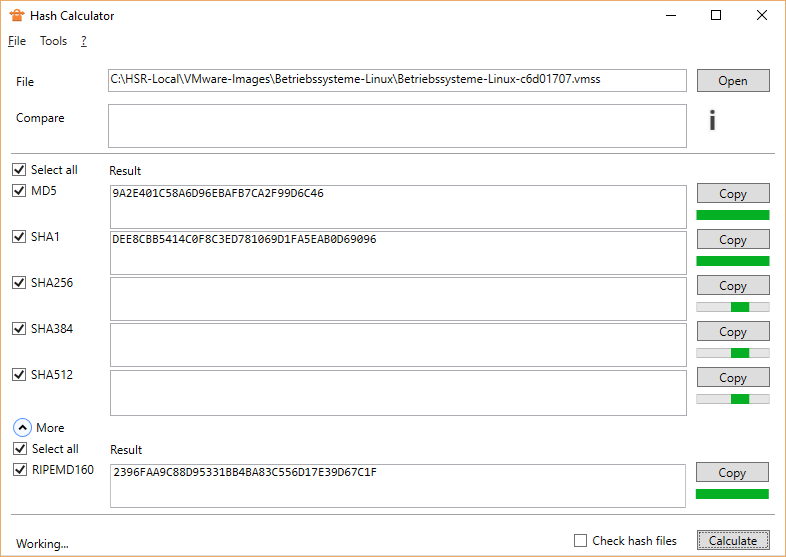 Hash Calculator
File Tools ?
File C:\HSR-Local\VMware-Images\Betriebssysteme-Linux\Betriebssysteme-Linux-c6d01707.vmss Open
Compare i
Select all Result
MD5 9A2E401C58A6D96EBAFB7CA2F99D6C46 Copy
SHA1 DEE8CBB5414C0F8C3ED781069D1FA5EAB0D69096 Copy
SHA256 Copy
SHA384 Copy
SHA512 Copy
More
Select all Result
RIPEMD160 2396FAA9C88D95331BB4BA83C556D17E39D67C1F Copy
Working... Check hash files Calculate